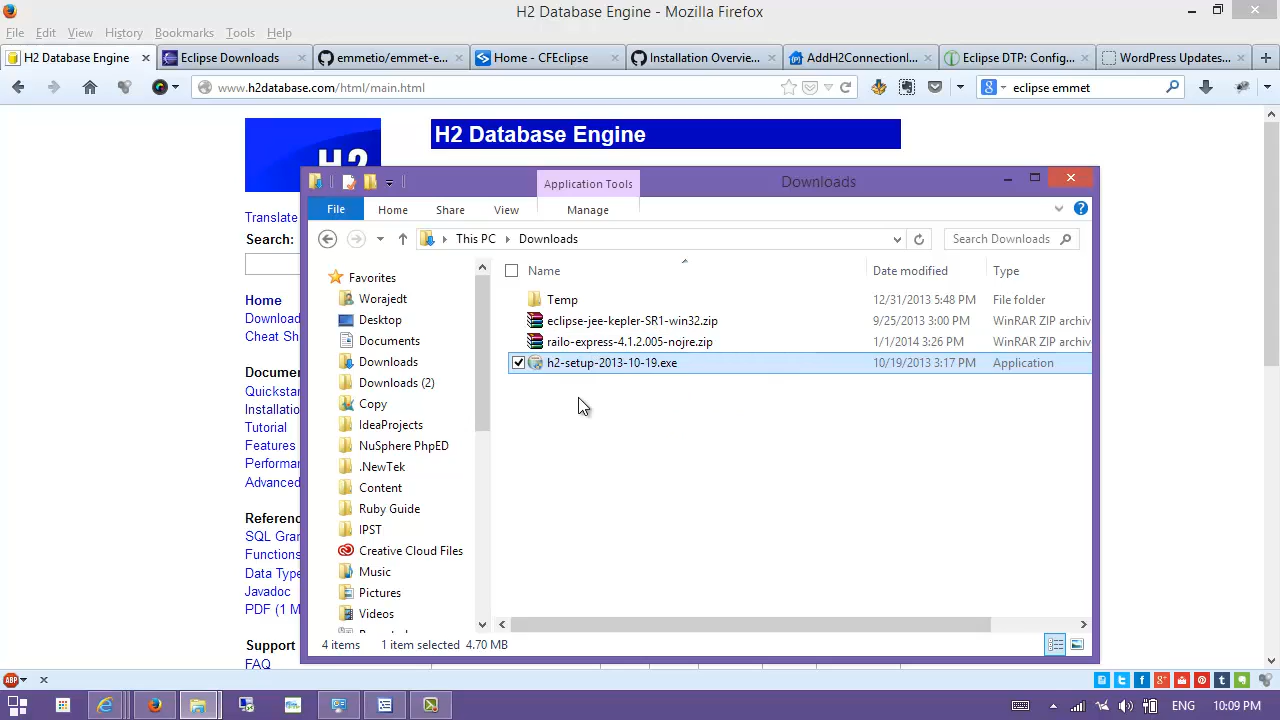 H2 Database Engine - Mozilla Firefox
File Edit View History Bookmarks Tools Help
H2 Database Engine
Eclipse Downloads
emmetio/emmet-e...
Home - CFEclipse
Installation Overvie...
AddH2ConnectionI...
Eclipse DTP: Config...
WordPress Updates...
www.h2database.com/html/main.html
eclipse emmet
H2
H2 Database Engine
Translate
Search:
Home
Download
Cheat Sh
Documen
Quickstar
Installatio
Tutorial
Features
Performan
Advanced
Referenc
SQL Gran
Functions
Data Type
Javadoc
PDF (1 M
Support
FAQ
Application Tools
Downloads
File Home Share View Manage
This PC Downloads
Search Downloads
Favorites
Worajedt
Desktop
Documents
Downloads
Downloads (2)
Copy
IdeaProjects
NuSphere PhpED
.NewTek
Content
Ruby Guide
IPST
Creative Cloud Files
Music
Pictures
Videos
Name Date modified Type
Temp 12/31/2013 5:48 PM File folder
eclipse-jee-kepler-SR1-win32.zip 9/25/2013 3:00 PM WinRAR ZIP archiv
railo-express-4.1.2.005-nojre.zip 1/1/2014 3:26 PM WinRAR ZIP archiv
h2-setup-2013-10-19.exe 10/19/2013 3:17 PM Application
4 items 1 item selected 4.70 MB
ABP
ENG 10:09 PM